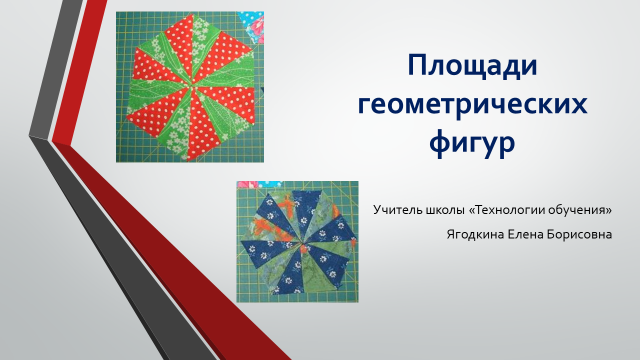 Площади
геометрических
фигур
Учитель школы «Технологии обучения»
Ягодкина Елена Борисовна